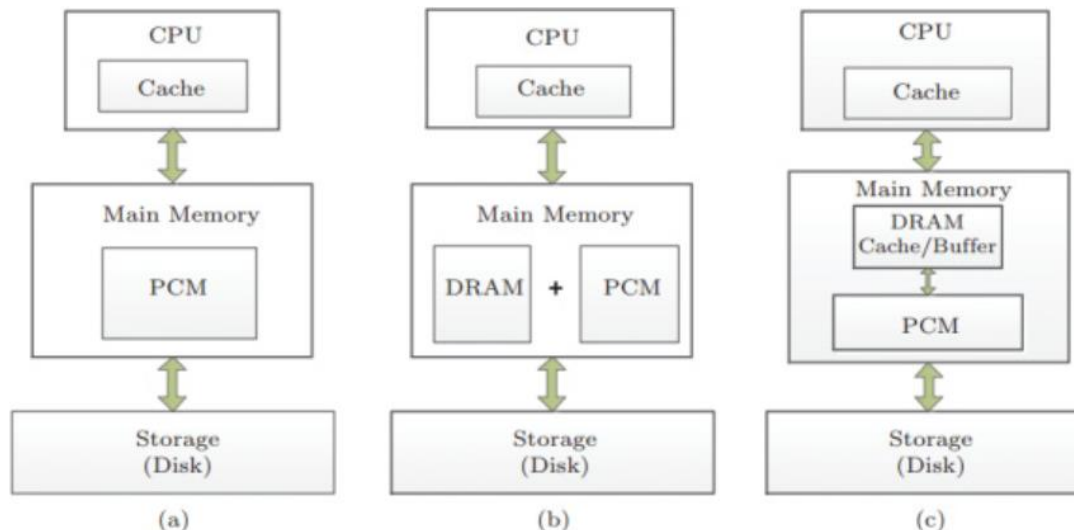 CPU
Cache
Main Memory
PCM
Storage
(Disk)
(a)
CPU
Cache
Main Memory
DRAM + PCM
Storage
(Disk)
(b)
CPU
Cache
Main Memory
DRAM
Cache/Buffer
PCM
Storage
(Disk)
(c)